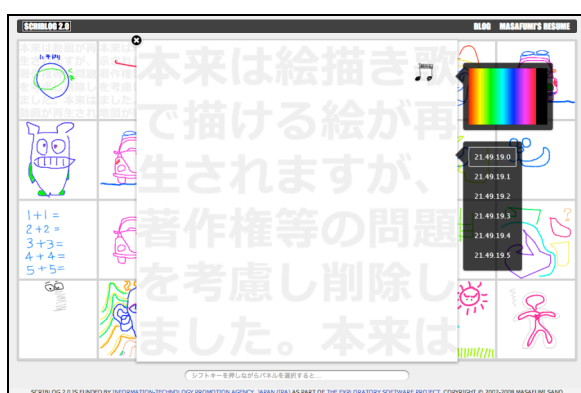 SCRIBLOG 2.0
BLOG MASAFUMI'S RESUME
本来は絵描き歌
で描ける絵が再
生されますが、
著作権等の問題
を考慮し削除し
ました。本来は
21.49.19.0
21.49.19.1
21.49.19.2
21.49.19.3
21.49.19.4
21.49.19.5
1+1=
2+2=
3+3=
4+4=
5+5=
シフトキーを押しながらパネルを選択すると...
SCRIBLOG 2.0 IS FUNDED BY INFORMATION-TECHNOLOGY PROMOTION AGENCY, JAPAN (IPA) AS PART OF THE EXPLORATORY SOFTWARE PROJECT. COPYRIGHT © 2007-2008 MASAFUMI SANO